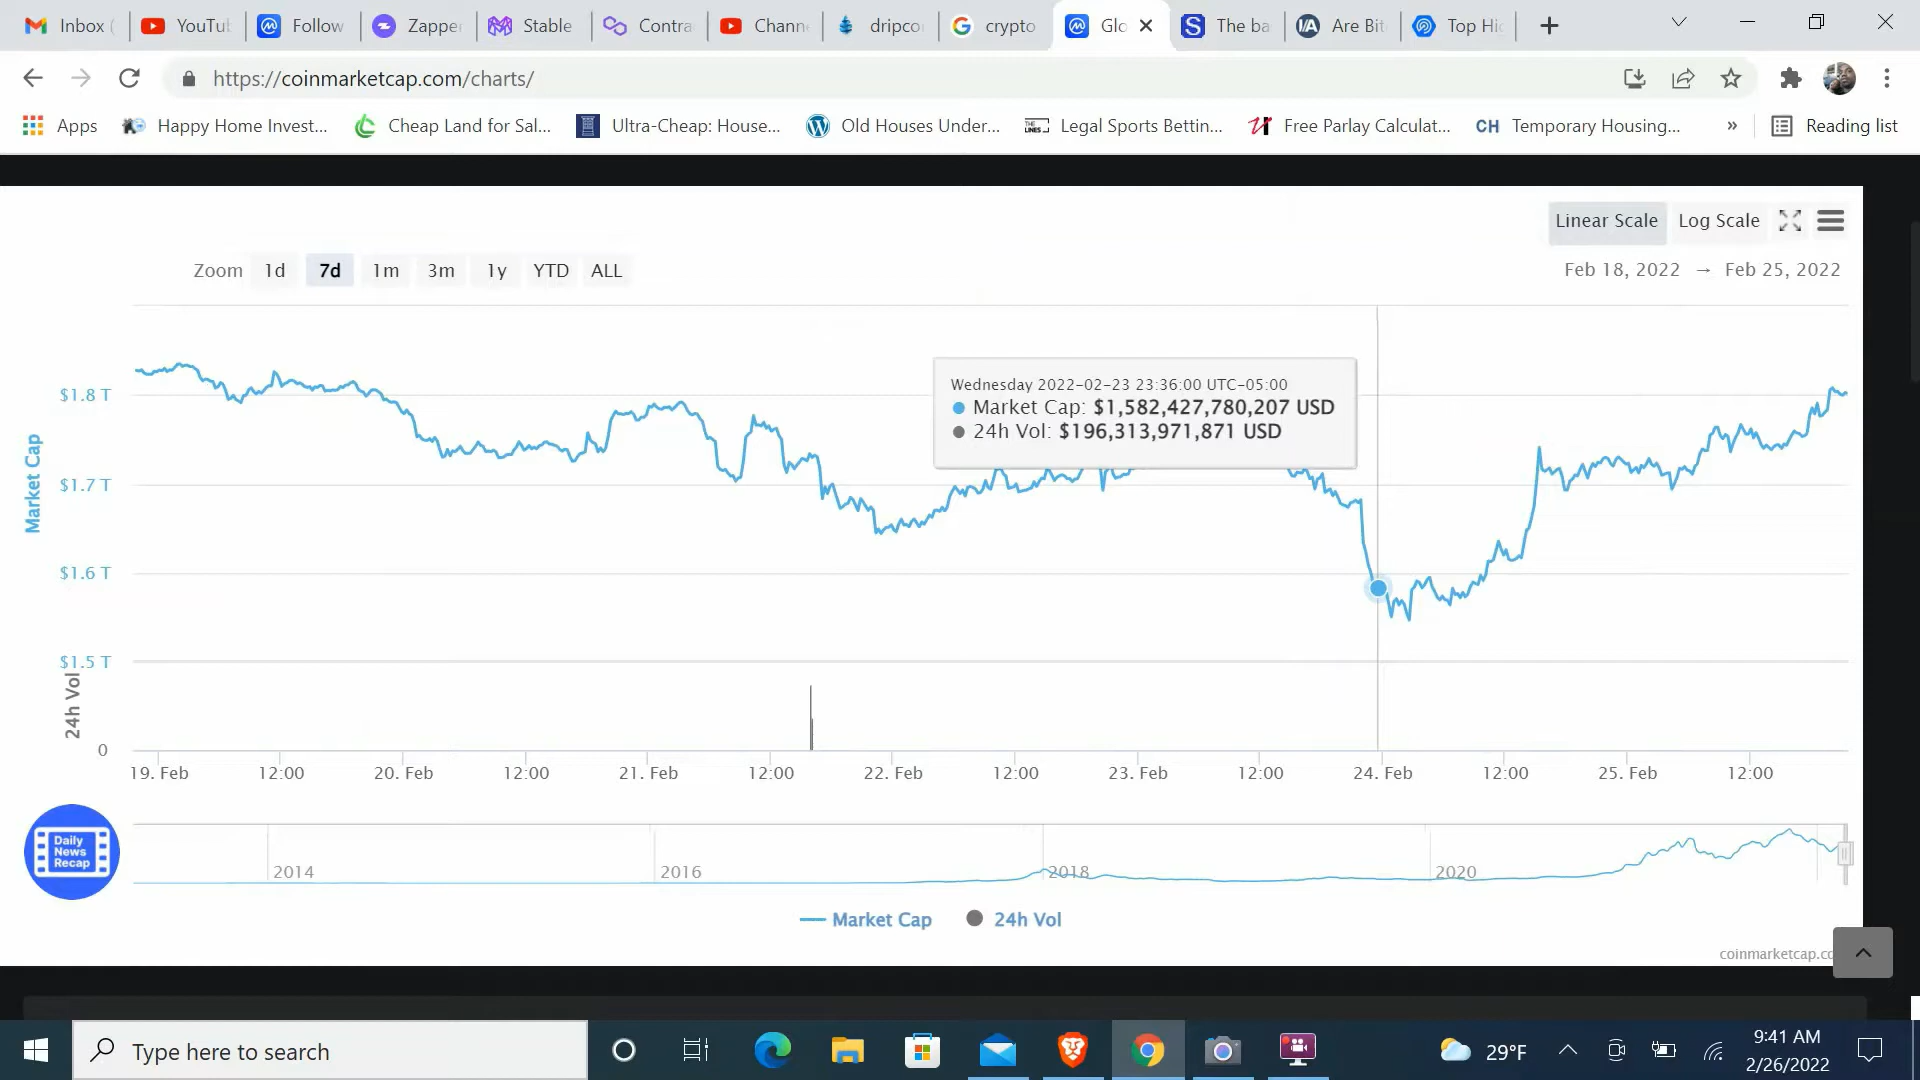 Inbox (
YouTu
Follow
Zappe
Stable
Contra
Chann
dripco
crypto
Glo
The ba
Are Bit
Top Hi
https://coinmarketcap.com/charts/
Apps
Happy Home Invest...
Cheap Land for Sal...
Ultra-Cheap: House...
Old Houses Under...
THE LINES
Legal Sports Bettin...
Free Parlay Calculat...
CH Temporary Housing...
»
Reading list
Linear Scale
Log Scale
Zoom 1d 7d 1m 3m 1y YTD ALL
Feb 18, 2022 → Feb 25, 2022
Wednesday 2022-02-23 23:36:00 UTC-05:00
Market Cap: $1,582,427,780,207 USD
24h Vol: $196,313,971,871 USD
Market Cap
$1.8 T
$1.7 T
$1.6 T
$1.5 T
24h Vol
0
19. Feb 12:00 20. Feb 12:00 21. Feb 12:00 22. Feb 12:00 23. Feb 12:00 24. Feb 12:00 25. Feb 12:00
Daily
News
Recap
2014 2016 2018 2020
Market Cap 24h Vol
coinmarketcap.co
Type here to search
29°F
9:41 AM
2/26/2022